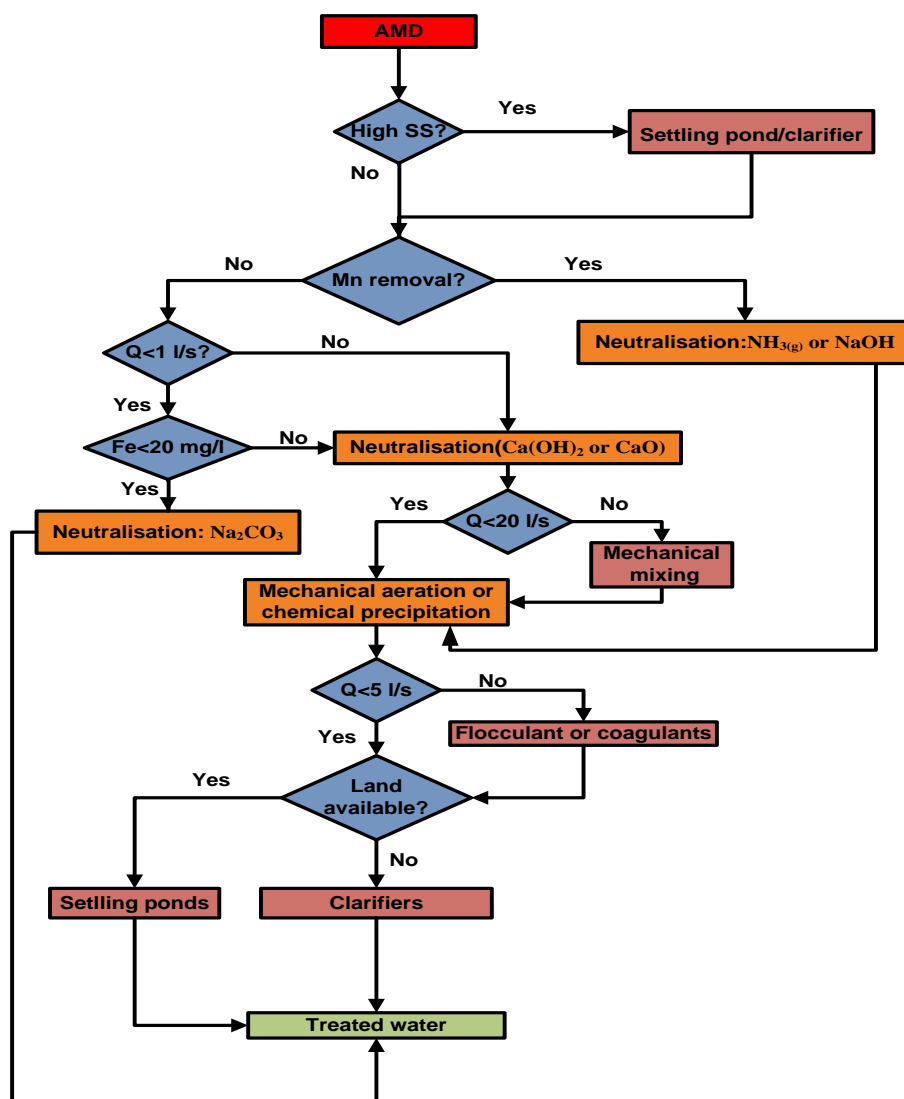 AMD
Yes
High SS?
Settling pond/clarifier
No
No
Yes
Mn removal?
Q<1 l/s?
No
Neutralisation:NH₃(g) or NaOH
Yes
Fe<20 mg/l
No
Neutralisation(Ca(OH)₂ or CaO)
Yes
Yes
No
Neutralisation: Na₂CO₃
Q<20 l/s
Mechanical
mixing
Mechanical aeration or
chemical precipitation
Q<5 l/s
No
Yes
Flocculant or coagulants
Yes
Land
available?
No
Setlling ponds
Clarifiers
Treated water